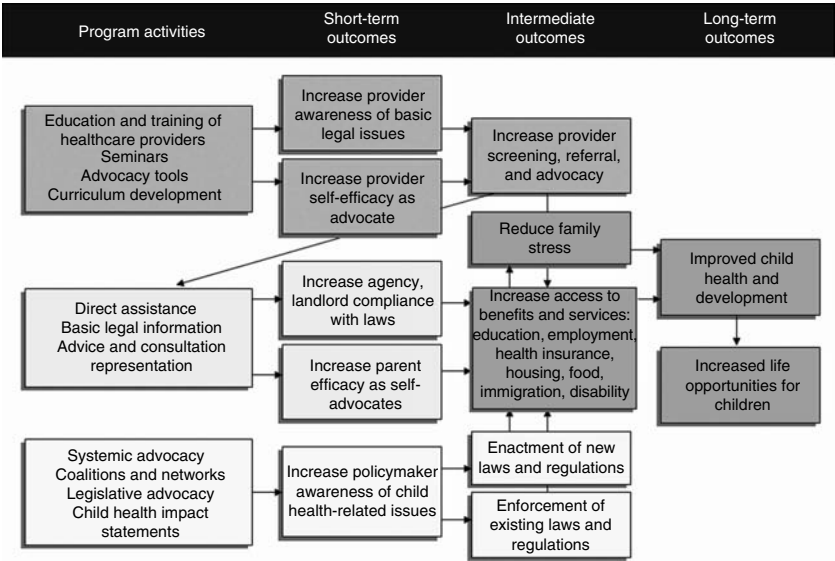 Program activities
Short-term
outcomes
Intermediate
outcomes
Long-term
outcomes
Education and training of
healthcare providers
Seminars
Advocacy tools
Curriculum development
Increase provider
awareness of basic
legal issues
Increase provider
self-efficacy as
advocate
Increase provider
screening, referral,
and advocacy
Reduce family
stress
Improved child
health and
development
Direct assistance
Basic legal information
Advice and consultation
representation
Increase agency,
landlord compliance
with laws
Increase parent
efficacy as self-
advocates
Increase access to
benefits and services:
education, employment,
health insurance,
housing, food,
immigration, disability
Increased life
opportunities for
children
Systemic advocacy
Coalitions and networks
Legislative advocacy
Child health impact
statements
Increase policymaker
awareness of child
health-related issues
Enactment of new
laws and regulations
Enforcement of
existing laws and
regulations